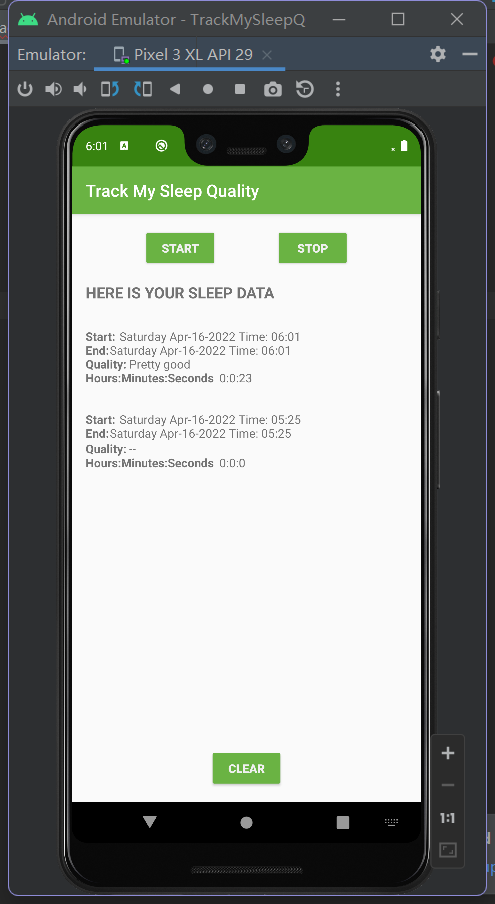 Android Emulator - TrackMySleepQ
Emulator:
Pixel 3 XL API 29
6:01
Track My Sleep Quality
START
STOP
HERE IS YOUR SLEEP DATA
Start: Saturday Apr-16-2022 Time: 06:01
End:Saturday Apr-16-2022 Time: 06:01
Quality: Pretty good
Hours:Minutes:Seconds 0:0:23
Start: Saturday Apr-16-2022 Time: 05:25
End:Saturday Apr-16-2022 Time: 05:25
Quality: --
Hours:Minutes:Seconds 0:0:0
CLEAR
1:1